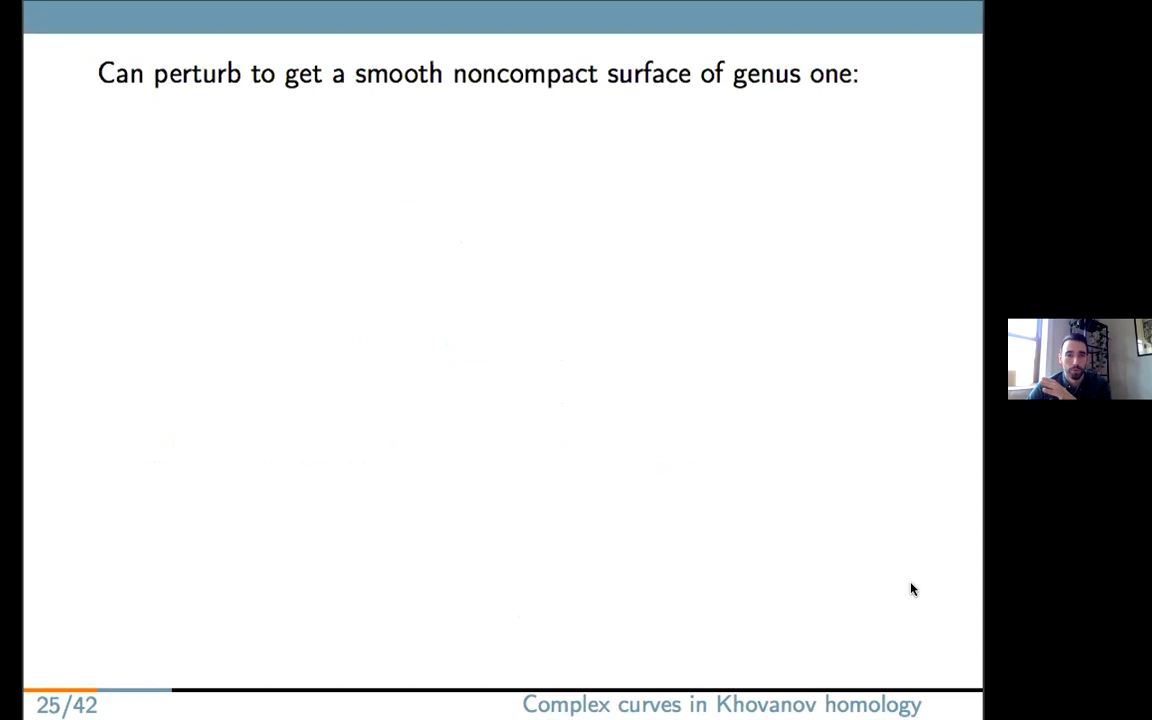 Can perturb to get a smooth noncompact surface of genus one:
25/42
Complex curves in Khovanov homology